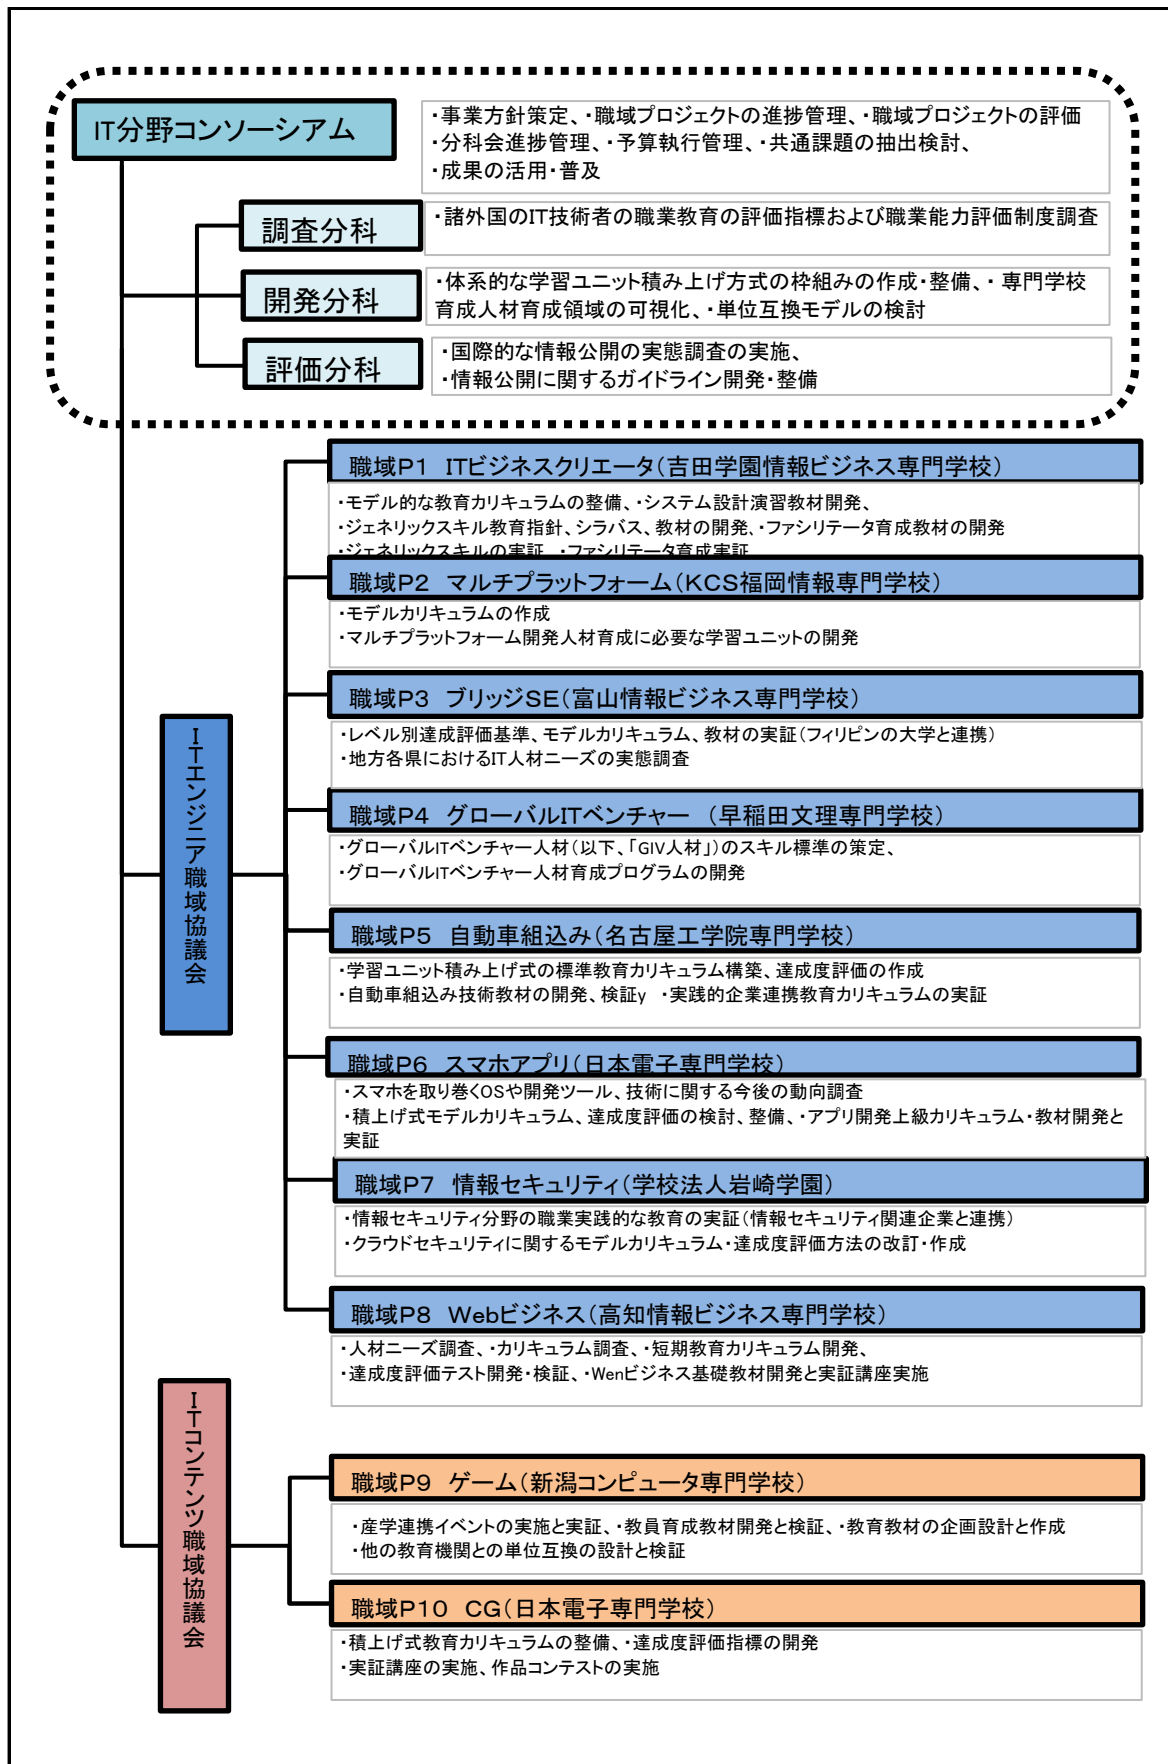 IT分野コンソーシアム
・事業方針策定、・職域プロジェクトの進捗管理、・職域プロジェクトの評価
・分科会進捗管理、・予算執行管理、・共通課題の抽出検討、
・成果の活用・普及
調査分科
・諸外国のIT技術者の職業教育の評価指標および職業能力評価制度調査
開発分科
・体系的な学習ユニット積み上げ方式の枠組みの作成・整備、・ 専門学校
育成人材育成領域の可視化、・単位互換モデルの検討
評価分科
・国際的な情報公開の実態調査の実施、
・情報公開に関するガイドライン開発・整備
ITエンジニア職域協議会
職域P1 ITビジネスクリエータ(吉田学園情報ビジネス専門学校)
・モデル的な教育カリキュラムの整備、・システム設計演習教材開発、
・ジェネリックスキル教育指針、シラバス、教材の開発、・ファシリテータ育成教材の開発
・ジェネリックスキルの実証、・ファシリテータ育成実証
職域P2 マルチプラットフォーム(KCS福岡情報専門学校)
・モデルカリキュラムの作成
・マルチプラットフォーム開発人材育成に必要な学習ユニットの開発
職域P3 ブリッジSE(富山情報ビジネス専門学校)
・レベル別達成評価基準、モデルカリキュラム、教材の実証(フィリピンの大学と連携)
・地方各県におけるIT人材ニーズの実態調査
職域P4 グローバルITベンチャー (早稲田文理専門学校)
・グローバルITベンチャー人材(以下、「GIV人材」)のスキル標準の策定、
・グローバルITベンチャー人材育成プログラムの開発
職域P5 自動車組込み(名古屋工学院専門学校)
・学習ユニット積み上げ式の標準教育カリキュラム構築、達成度評価の作成
・自動車組込み技術教材の開発、検証y ・実践的企業連携教育カリキュラムの実証
職域P6 スマホアプリ(日本電子専門学校)
・スマホを取り巻くOSや開発ツール、技術に関する今後の動向調査
・積上げ式モデルカリキュラム、達成度評価の検討、整備、・アプリ開発上級カリキュラム・教材開発と
実証
職域P7 情報セキュリティ(学校法人岩崎学園)
・情報セキュリティ分野の職業実践的な教育の実証(情報セキュリティ関連企業と連携)
・クラウドセキュリティに関するモデルカリキュラム・達成度評価方法の改訂・作成
職域P8 Webビジネス(高知情報ビジネス専門学校)
・人材ニーズ調査、・カリキュラム調査、・短期教育カリキュラム開発、
・達成度評価テスト開発・検証、・Wenビジネス基礎教材開発と実証講座実施
ITコンテンツ職域協議会
職域P9 ゲーム(新潟コンピュータ専門学校)
・産学連携イベントの実施と実証、・教員育成教材開発と検証、・教育教材の企画設計と作成
・他の教育機関との単位互換の設計と検証
職域P10 CG(日本電子専門学校)
・積上げ式教育カリキュラムの整備、・達成度評価指標の開発
・実証講座の実施、作品コンテストの実施